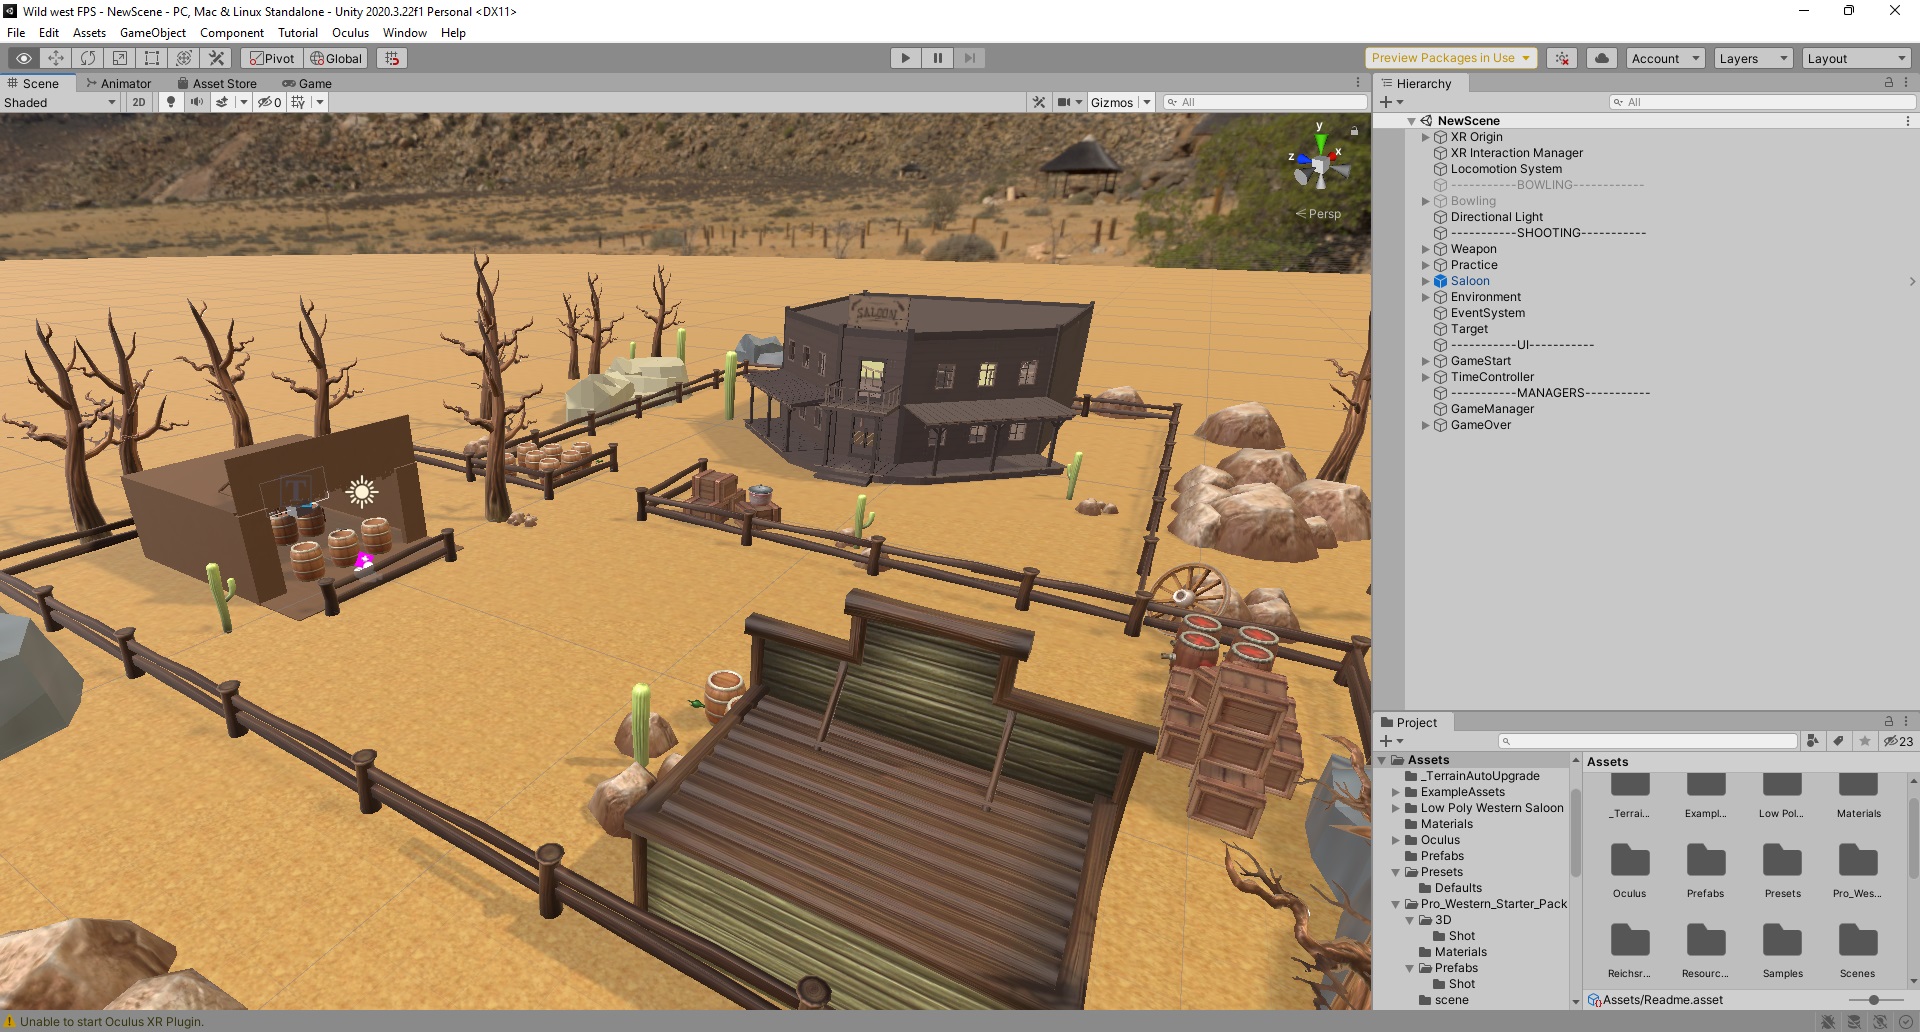 Wild west FPS - NewScene - PC, Mac & Linux Standalone - Unity 2020.3.22f1 Personal <DX11>
File Edit Assets GameObject Component Tutorial Oculus Window Help
Pivot Global Preview Packages in Use Account Layers Layout
Scene Animator Asset Store Game
Shaded 2D 0 Gizmos All
y
x
z
Persp
SALOON
T
Hierarchy
All
NewScene
XR Origin
XR Interaction Manager
Locomotion System
-----------BOWLING------------
Bowling
Directional Light
-----------SHOOTING-----------
Weapon
Practice
Saloon
Environment
EventSystem
Target
-----------UI-----------
GameStart
TimeController
-----------MANAGERS-----------
GameManager
GameOver
Project
23
Assets
_TerrainAutoUpgrade
ExampleAssets
Low Poly Western Saloon
Materials
Oculus
Prefabs
Presets
Defaults
Pro_Western_Starter_Pack
3D
Shot
Materials
Prefabs
Shot
scene
Assets
_Terrai... Exampl... Low Pol... Materials
Oculus Prefabs Presets Pro_Wes...
Reichsr... Resourc... Samples Scenes
Assets/Readme.asset
Unable to start Oculus XR Plugin.